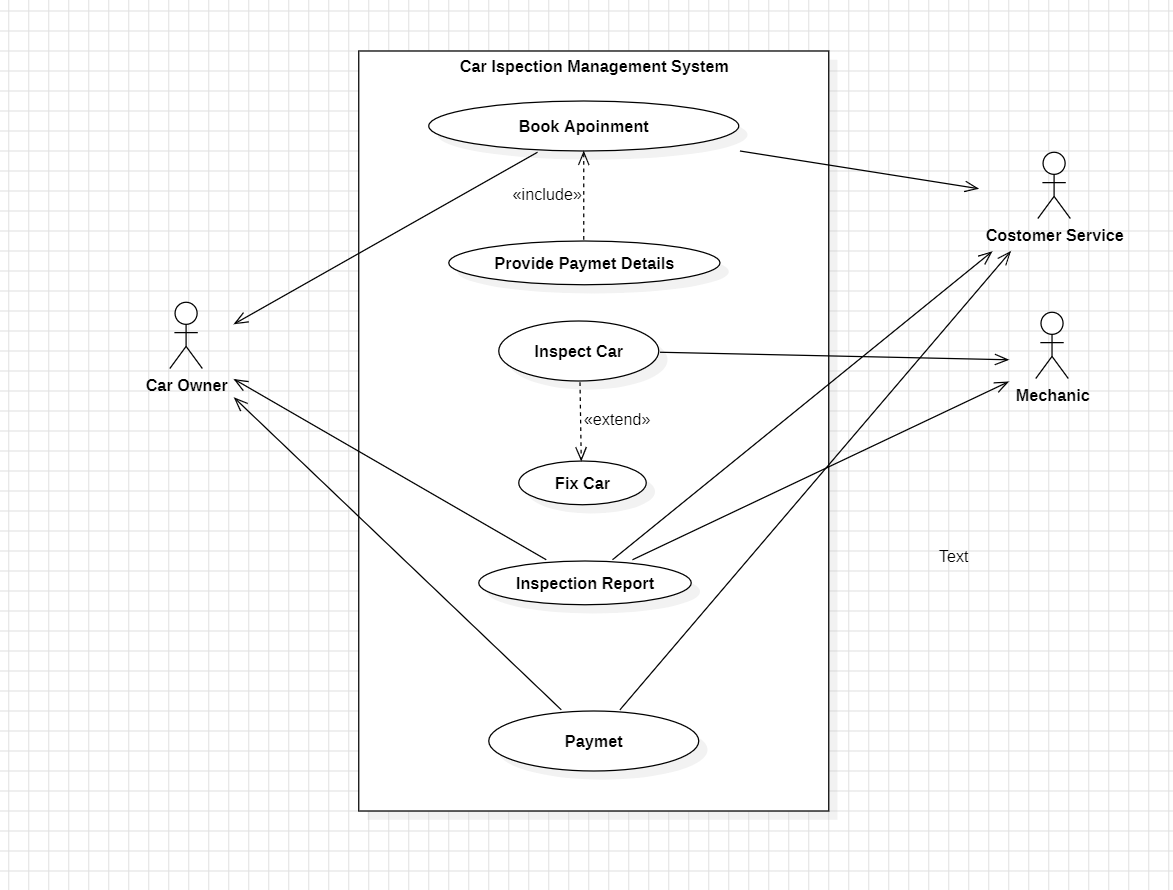 Car Ispection Management System
Book Apoinment
«include»
Costomer Service
Provide Paymet Details
Inspect Car
Car Owner
Mechanic
«extend»
Fix Car
Text
Inspection Report
Paymet